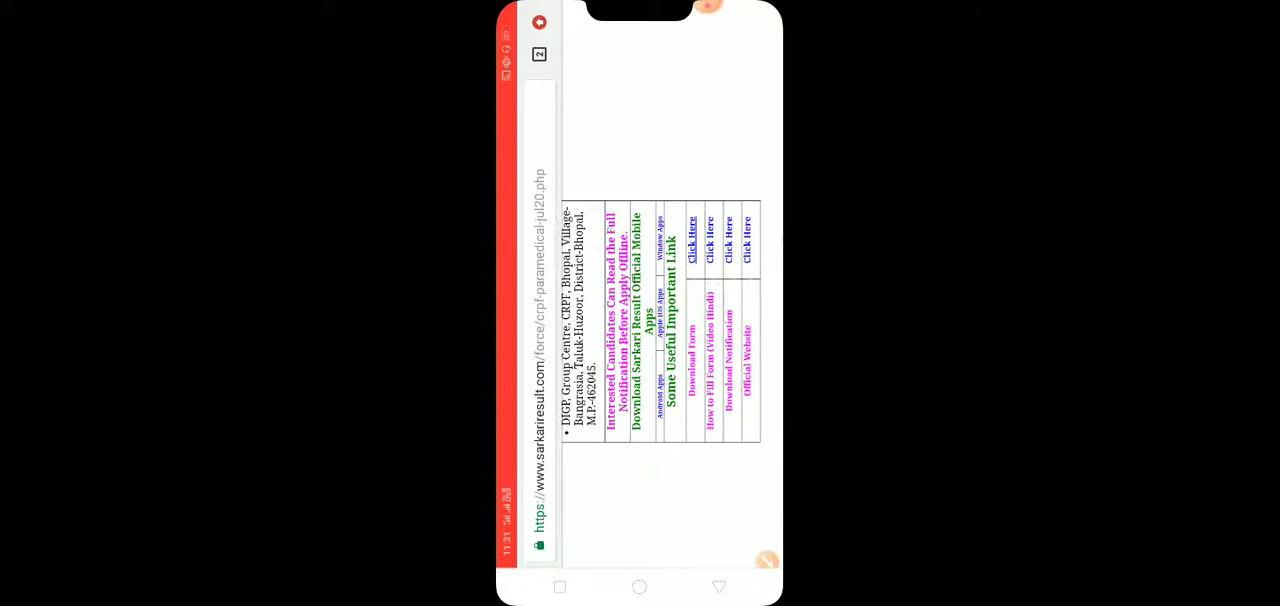 11:31
2
https://www.sarkariresult.com/force/crpf-paramedical-jul20.php
• DIGP, Group Centre, CRPF, Bhopal, Village-
Bangrasia, Taluk-Huzoor, District-Bhopal,
M.P.-462045.
Interested Candidates Can Read the Full
Notification Before Apply Offline.
Download Sarkari Result Official Mobile
Apps
Android Apps Apple IOS Apps Window Apps
Some Useful Important Link
Download Form Click Here
How to Fill Form (Video Hindi) Click Here
Download Notification Click Here
Official Website Click Here